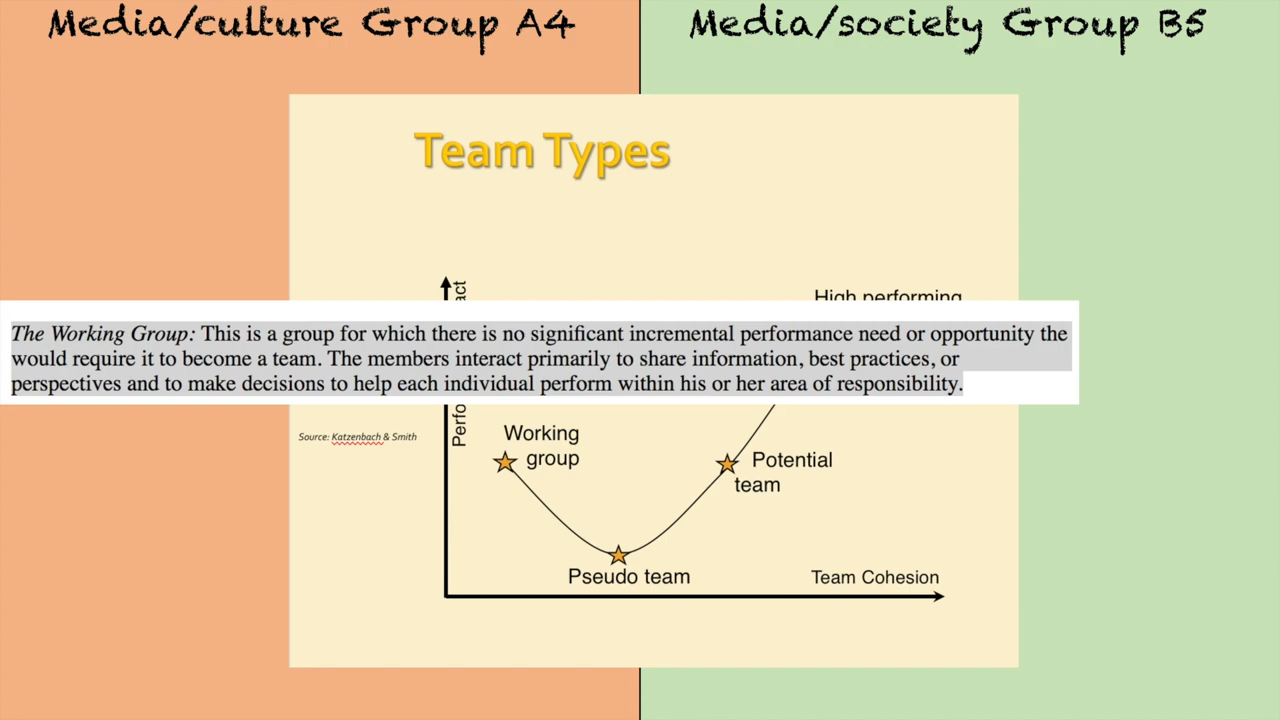 Media/culture Group A4
Media/society Group B5
Team Types
High performing
The Working Group: This is a group for which there is no significant incremental performance need or opportunity the
would require it to become a team. The members interact primarily to share information, best practices, or
perspectives and to make decisions to help each individual perform within his or her area of responsibility.
Source: Katzenbach & Smith
Working
group
Potential
team
Pseudo team
Team Cohesion